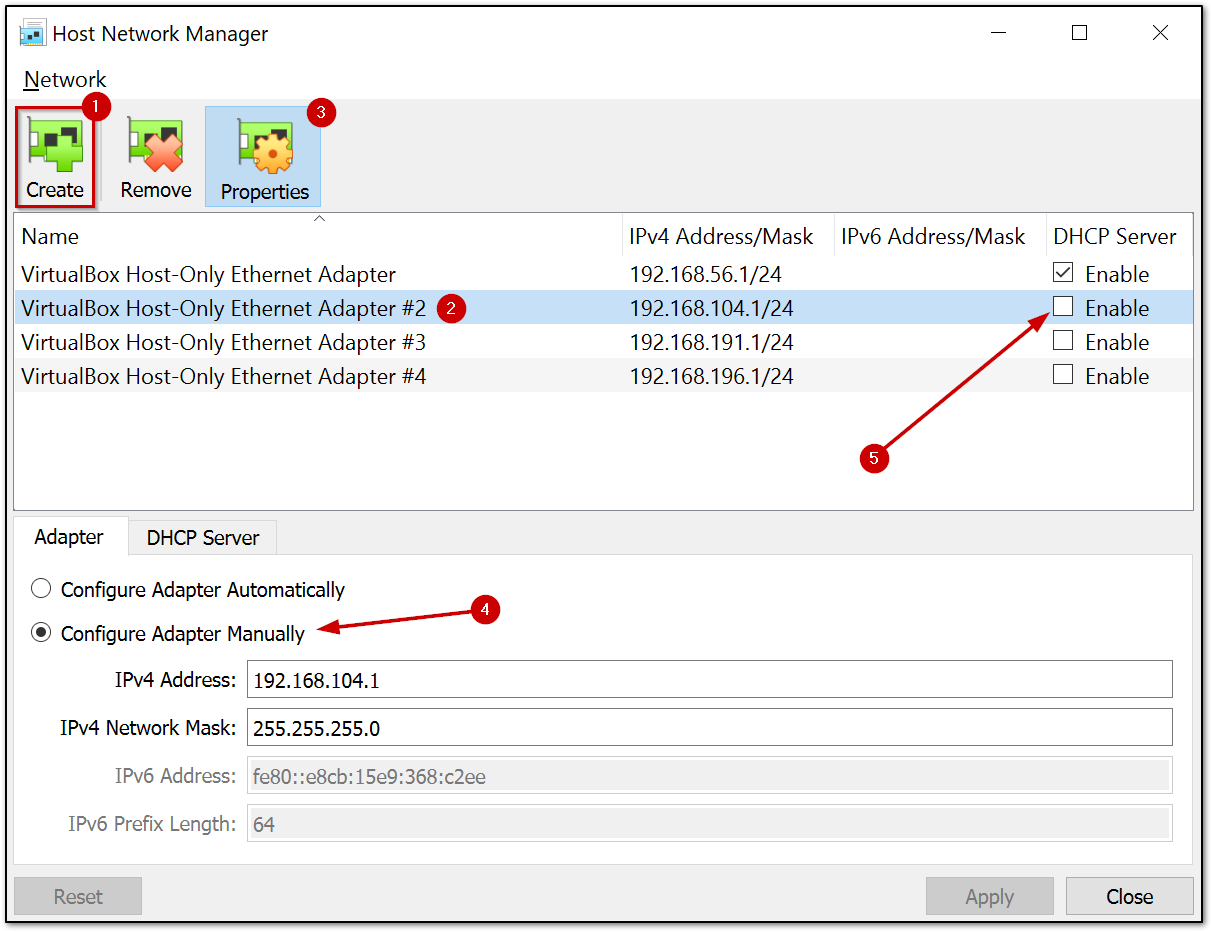 Host Network Manager
Network
1
3
Create Remove Properties
Name IPv4 Address/Mask IPv6 Address/Mask DHCP Server
VirtualBox Host-Only Ethernet Adapter 192.168.56.1/24 Enable
VirtualBox Host-Only Ethernet Adapter #2 2 192.168.104.1/24 Enable
VirtualBox Host-Only Ethernet Adapter #3 192.168.191.1/24 Enable
VirtualBox Host-Only Ethernet Adapter #4 192.168.196.1/24 Enable
5
Adapter DHCP Server
Configure Adapter Automatically
4
Configure Adapter Manually
IPv4 Address: 192.168.104.1
IPv4 Network Mask: 255.255.255.0
IPv6 Address: fe80::e8cb:15e9:368:c2ee
IPv6 Prefix Length: 64
Reset Apply Close